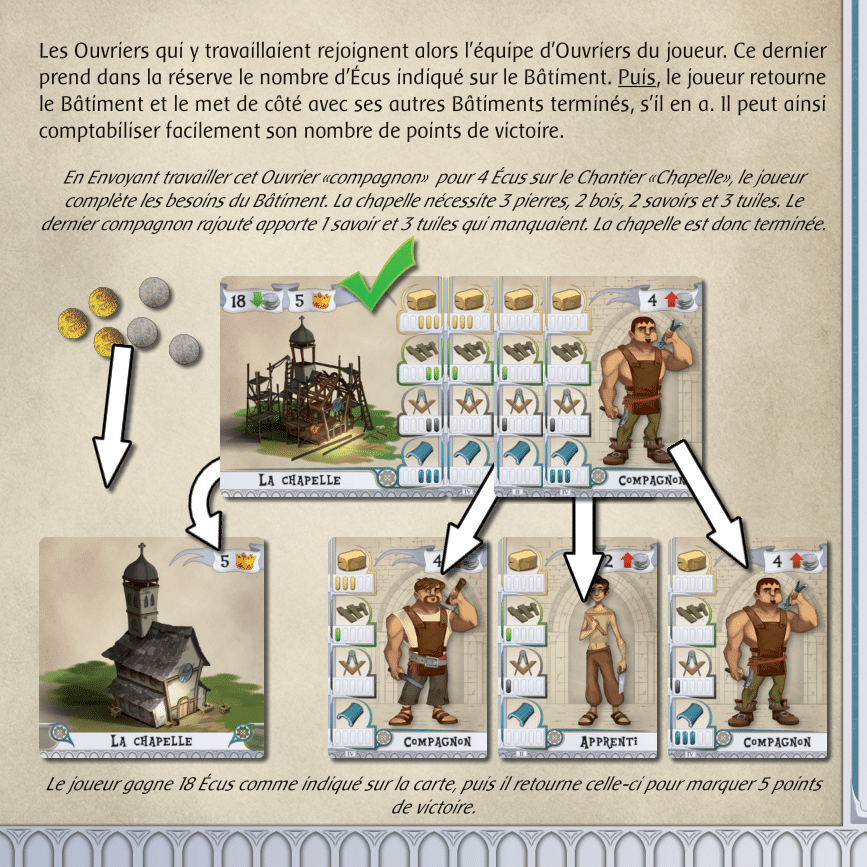 Les Ouvriers qui y travaillaient rejoignent alors l'équipe d'Ouvriers du joueur. Ce dernier
prend dans la réserve le nombre d'Écus indiqué sur le Bâtiment. Puis, le joueur retourne
le Bâtiment et le met de côté avec ses autres Bâtiments terminés, s'il en a. Il peut ainsi
comptabiliser facilement son nombre de points de victoire.
En Envoyant travailler cet Ouvrier «compagnon» pour 4 Écus sur le Chantier «Chapelle», le joueur
complète les besoins du Bâtiment. La chapelle nécessite 3 pierres, 2 bois, 2 savoirs et 3 tuiles. Le
dernier compagnon rajouté apporte 1 savoir et 3 tuiles qui manquaient. La chapelle est donc terminée.
18 5 4
La chapelle Compagnon
IV II IV
5 4 2 4
La chapelle Compagnon Apprenti Compagnon
IV II IV
Le joueur gagne 18 Écus comme indiqué sur la carte, puis il retourne celle-ci pour marquer 5 points
de victoire.